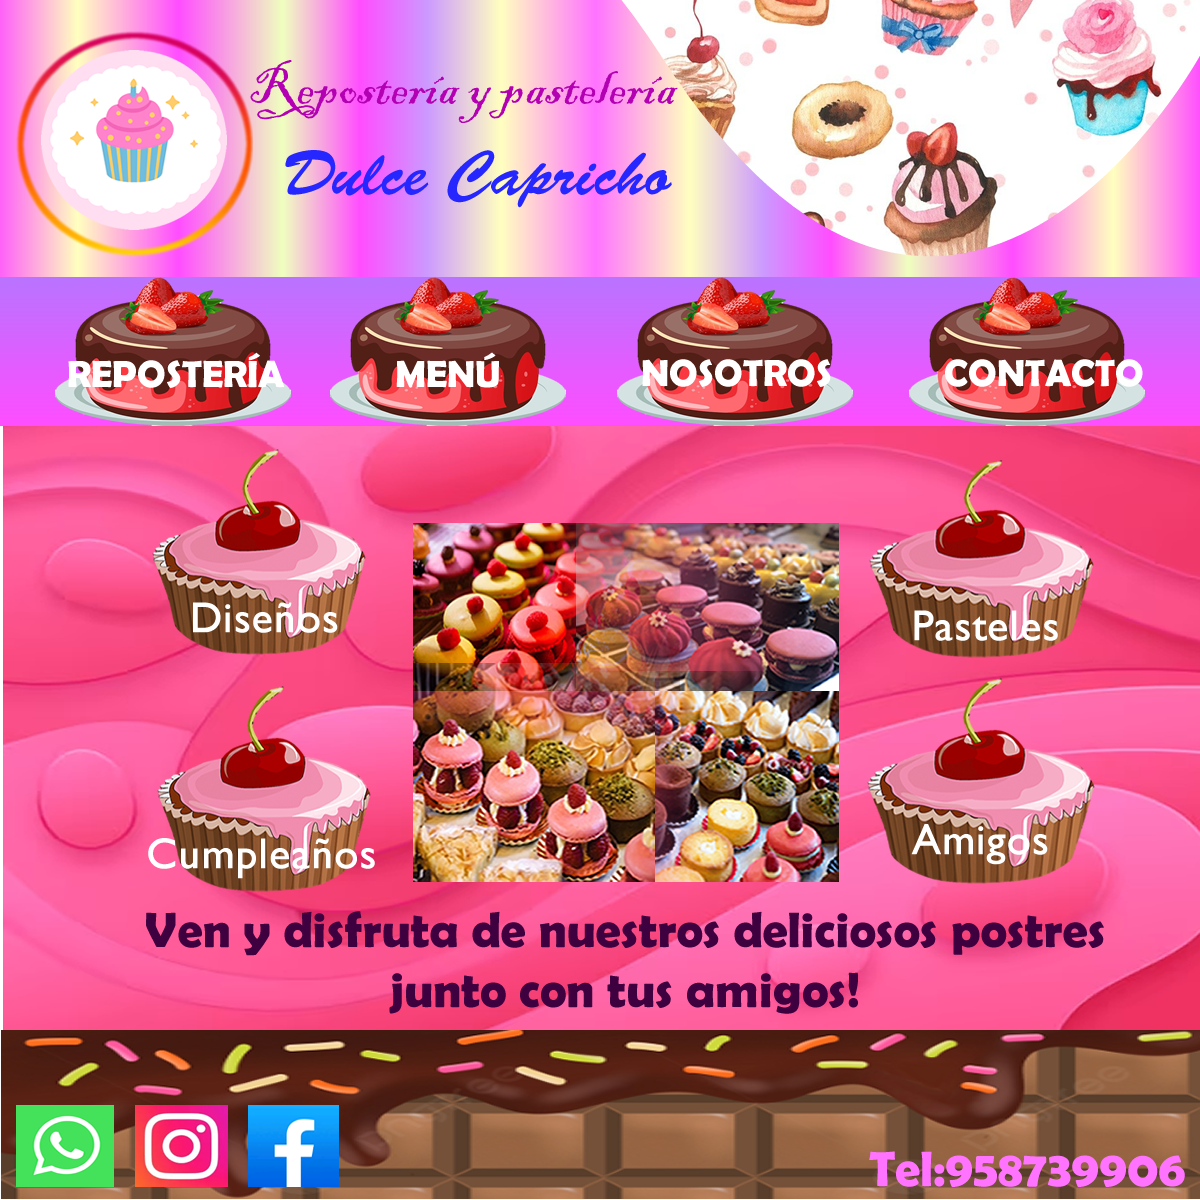 Repostería y pastelería
Dulce Capricho
REPOSTERÍA MENÚ NOSOTROS CONTACTO
Diseños
Pasteles
Cumpleaños
Amigos
Ven y disfruta de nuestros deliciosos postres
junto con tus amigos!
Tel:958739906